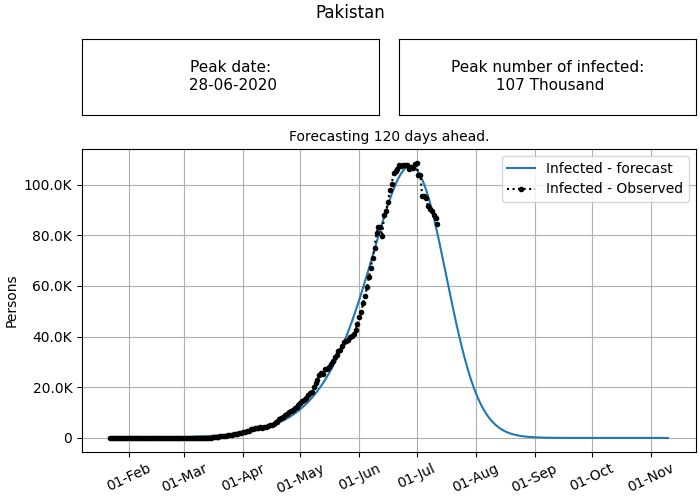 Pakistan
Peak date:
28-06-2020
Peak number of infected:
107 Thousand
Forecasting 120 days ahead.
Infected - forecast
Infected - Observed
Persons
100.0K
80.0K
60.0K
40.0K
20.0K
0
01-Feb
01-Mar
01-Apr
01-May
01-Jun
01-Jul
01-Aug
01-Sep
01-Oct
01-Nov